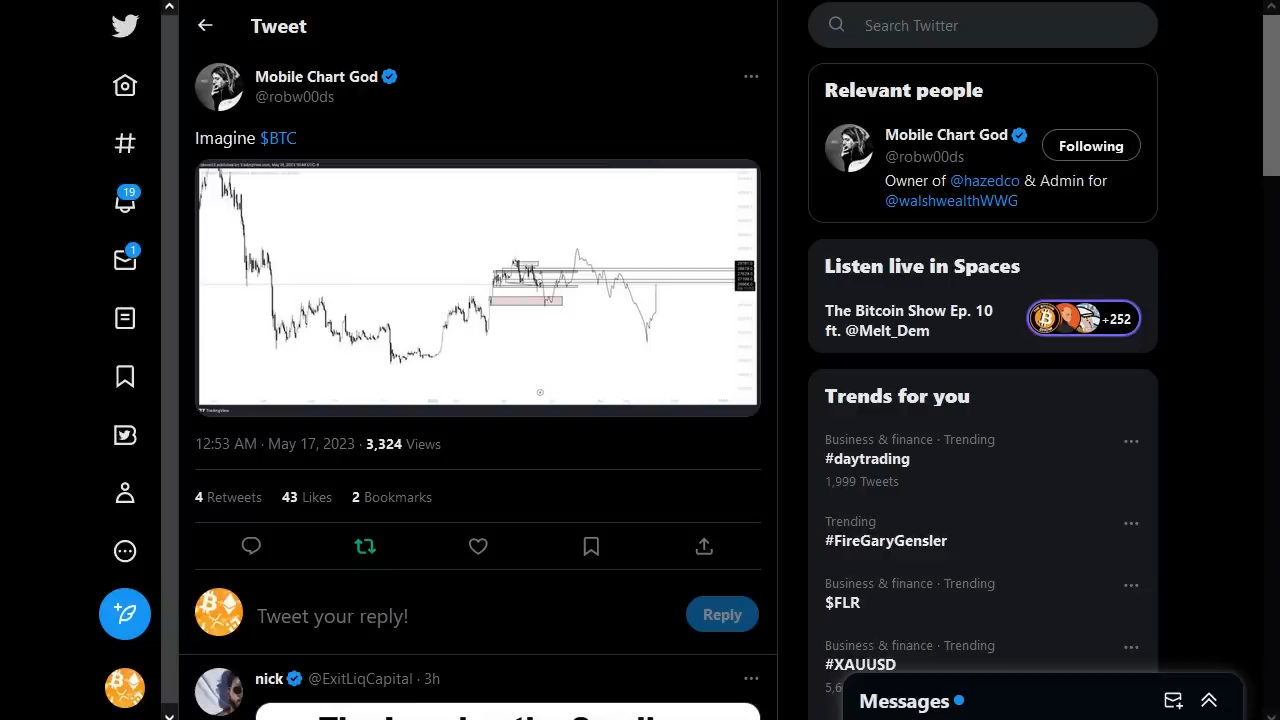 Tweet
Mobile Chart God
@robw00ds
Imagine $BTC
TradingView
12:53 AM · May 17, 2023 · 3,324 Views
4 Retweets 43 Likes 2 Bookmarks
Tweet your reply!
Reply
nick @ExitLiqCapital · 3h
19
1
Search Twitter
Relevant people
Mobile Chart God
@robw00ds
Following
Owner of @hazedco & Admin for
@walshwealthWWG
Listen live in Spaces
The Bitcoin Show Ep. 10
ft. @Melt_Dem
+252
Trends for you
Business & finance · Trending
#daytrading
1,999 Tweets
Trending
#FireGaryGensler
Business & finance · Trending
$FLR
Business & finance · Trending
#XAUUSD
Messages